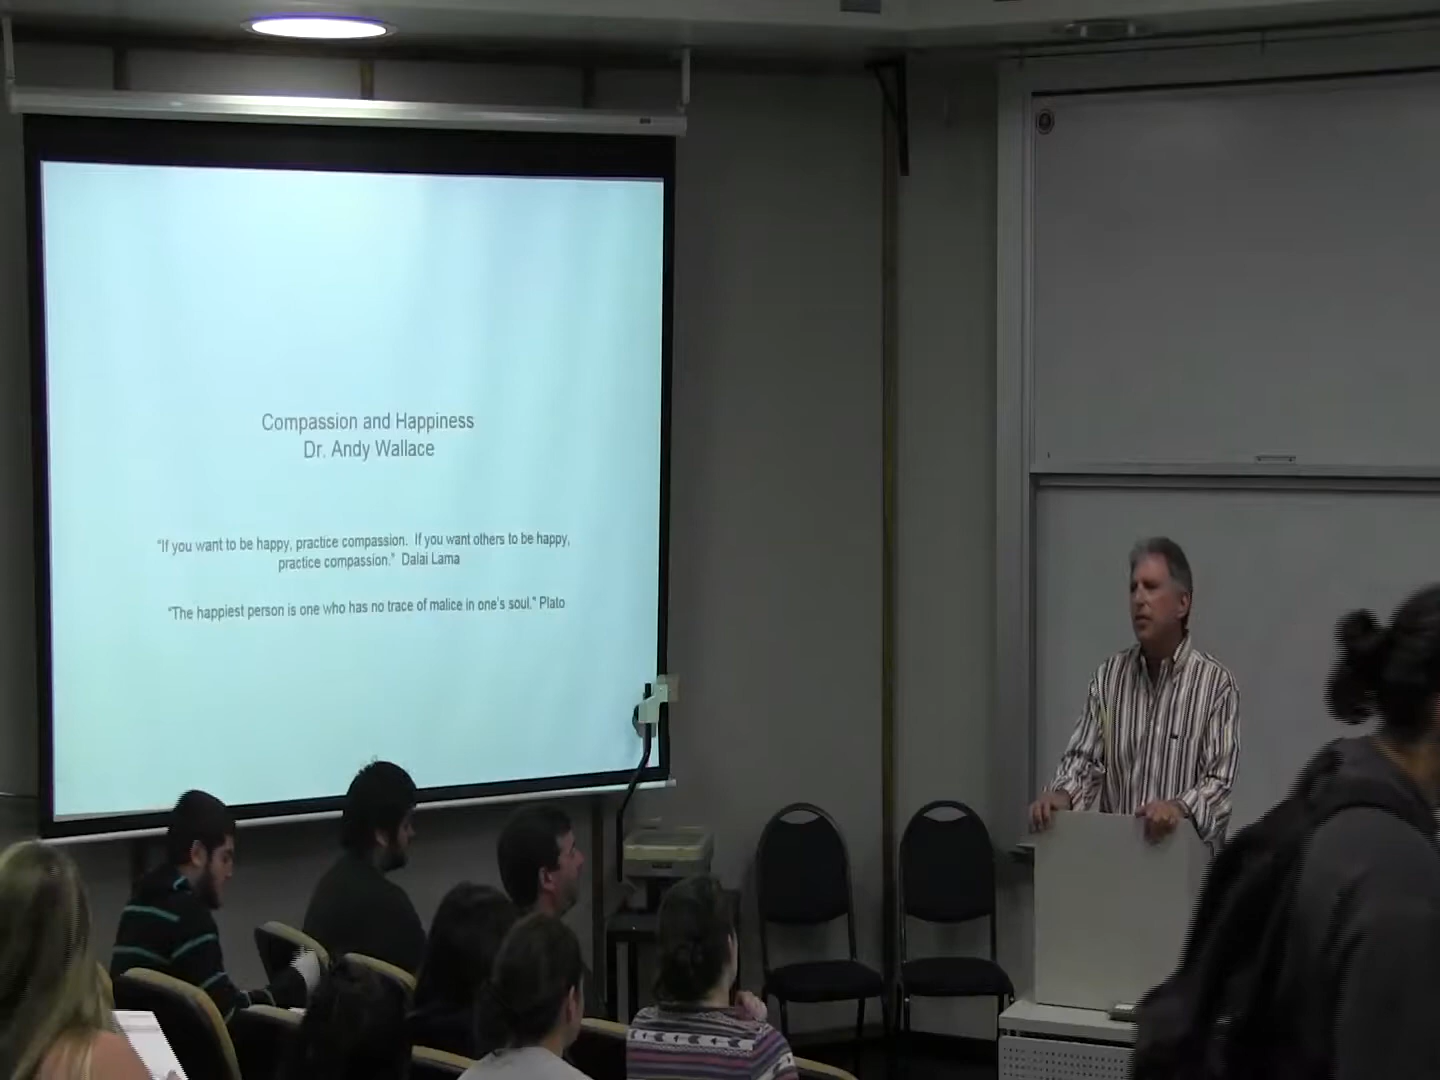 Compassion and Happiness
Dr. Andy Wallace
“If you want to be happy, practice compassion. If you want others to be happy,
practice compassion.” Dalai Lama
“The happiest person is one who has no trace of malice in one's soul.” Plato